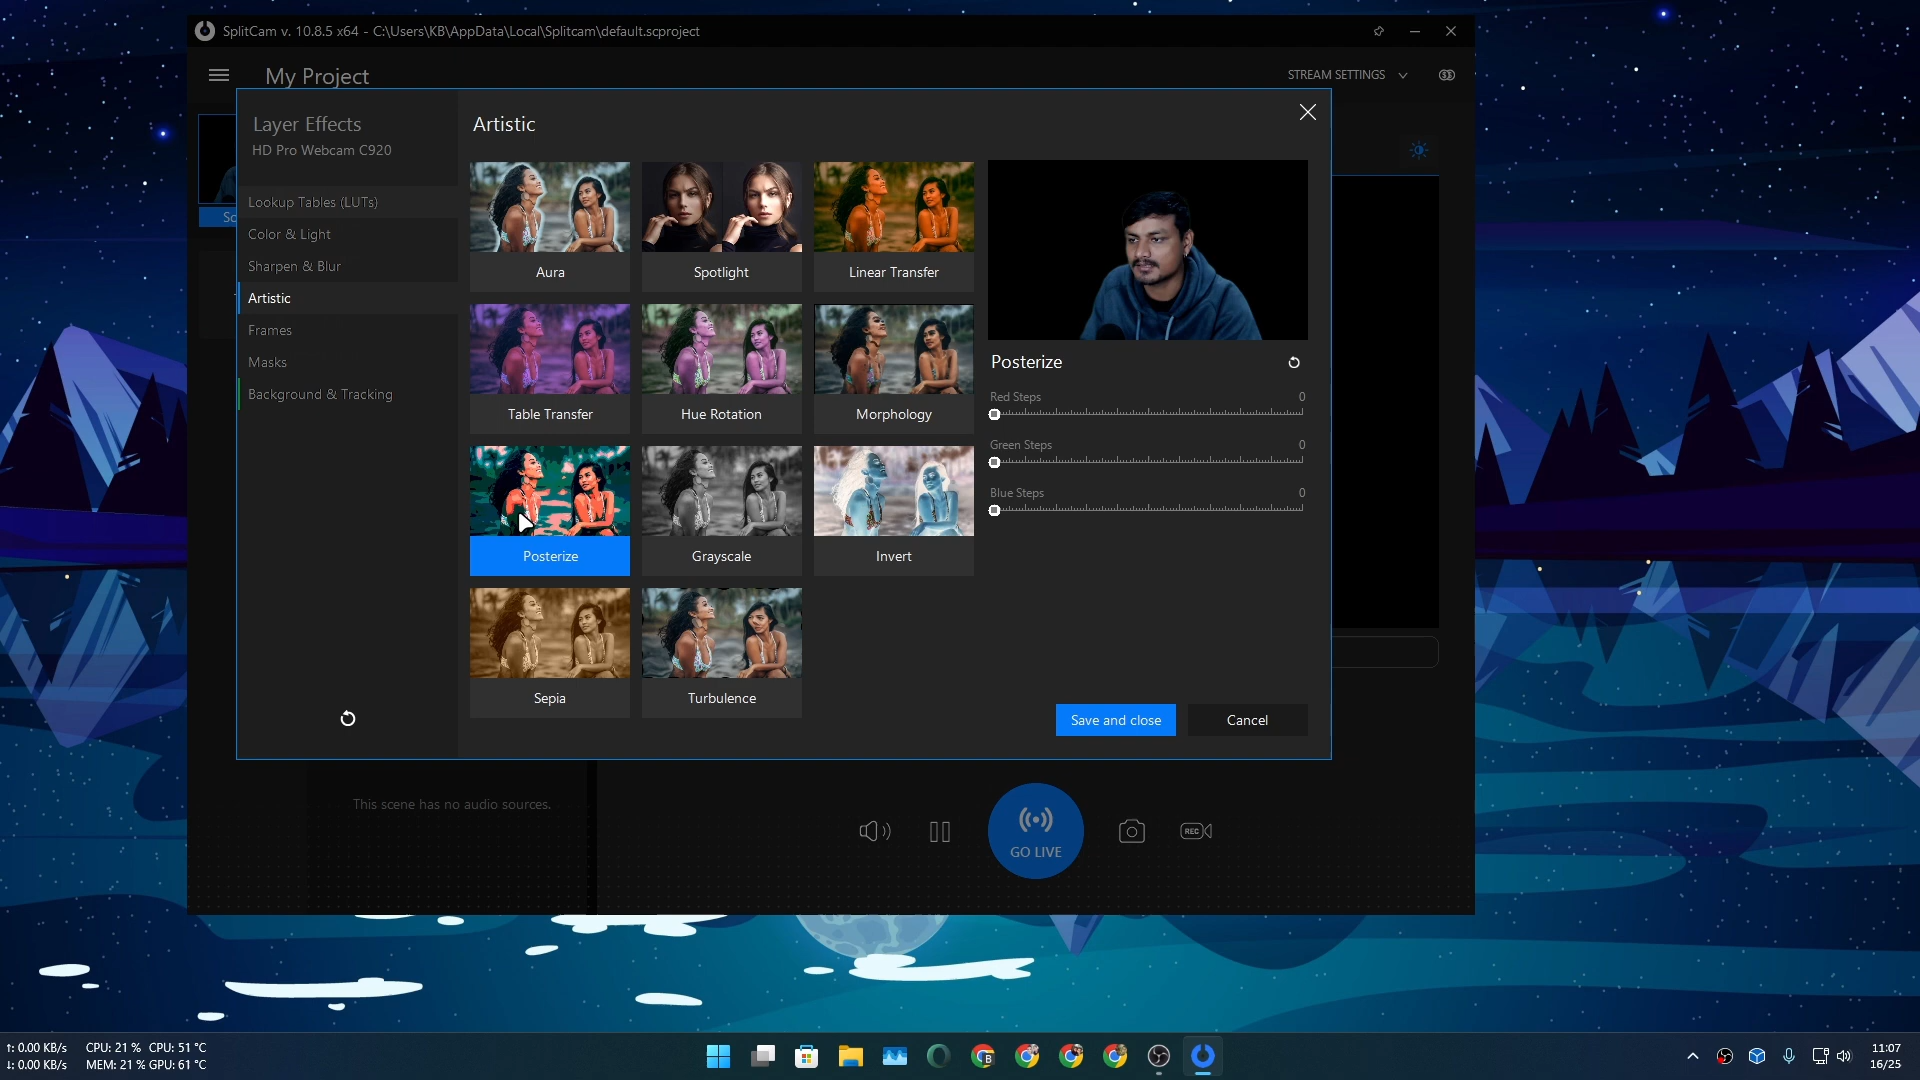 SplitCam v. 10.8.5 x64 - C:\Users\KB\AppData\Local\Splitcam\default.scproject
My Project
STREAM SETTINGS
Layer Effects
HD Pro Webcam C920
Lookup Tables (LUTs)
Color & Light
Sharpen & Blur
Artistic
Frames
Masks
Background & Tracking
Artistic
Aura
Spotlight
Linear Transfer
Table Transfer
Hue Rotation
Morphology
Posterize
Grayscale
Invert
Sepia
Turbulence
Posterize
Red Steps 0
Green Steps 0
Blue Steps 0
Save and close
Cancel
This scene has no audio sources.
GO LIVE
REC
↑: 0.00 KB/s CPU: 21 % CPU: 51 °C
↓: 0.00 KB/s MEM: 21 % GPU: 61 °C
11:07
16/25